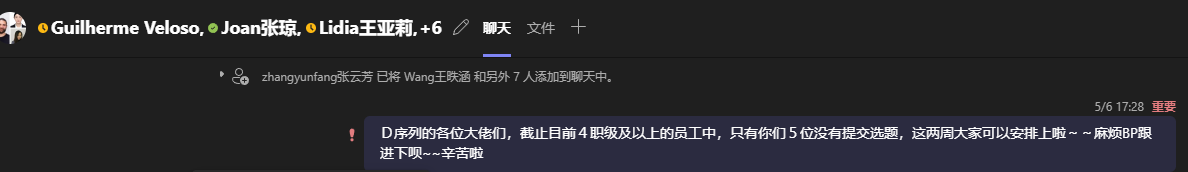 Guilherme Veloso, Joan张琼, Lidia王亚莉, +6 聊天 文件
zhangyunfang张云芳 已将 Wang王昳涵 和另外 7 人添加到聊天中。
5/6 17:28 重要
D序列的各位大佬们，截止目前４职级及以上的员工中，只有你们５位没有提交选题，这两周大家可以安排上啦～～麻烦BP跟
进下呗~~辛苦啦